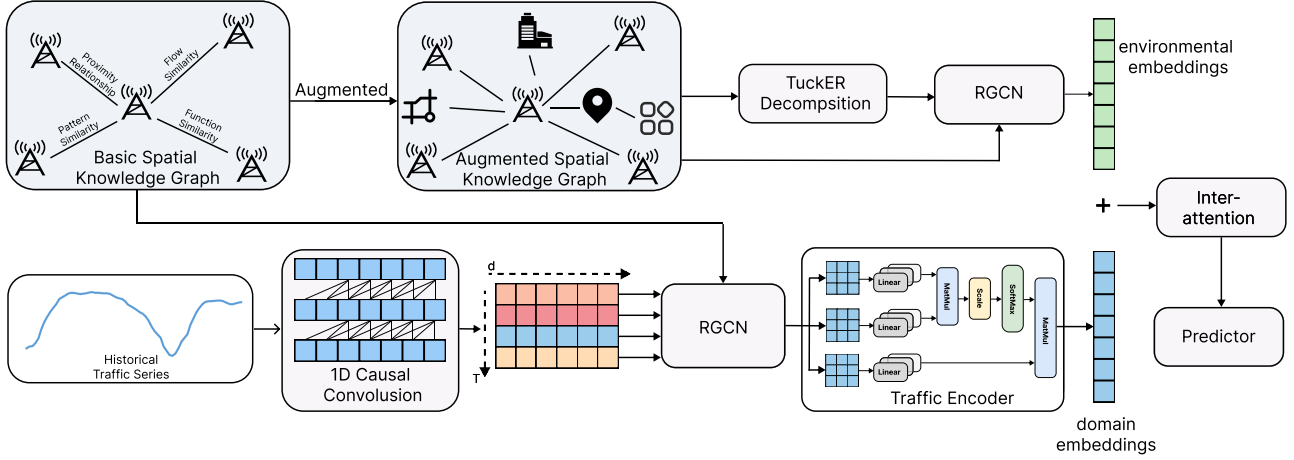 Proximity
Relationship
Flow
Similarity
Pattern
Similarity
Function
Similarity
Basic Spatial
Knowledge Graph
Augmented
Augmented Spatial
Knowledge Graph
TuckER
Decompsition
RGCN
environmental
embeddings
+
Inter-
attention
Predictor
Historical
Traffic Series
1D Causal
Convolusion
d
T
RGCN
Linear
Linear
Linear
MatMul
Scale
SoftMax
MatMul
Traffic Encoder
domain
embeddings